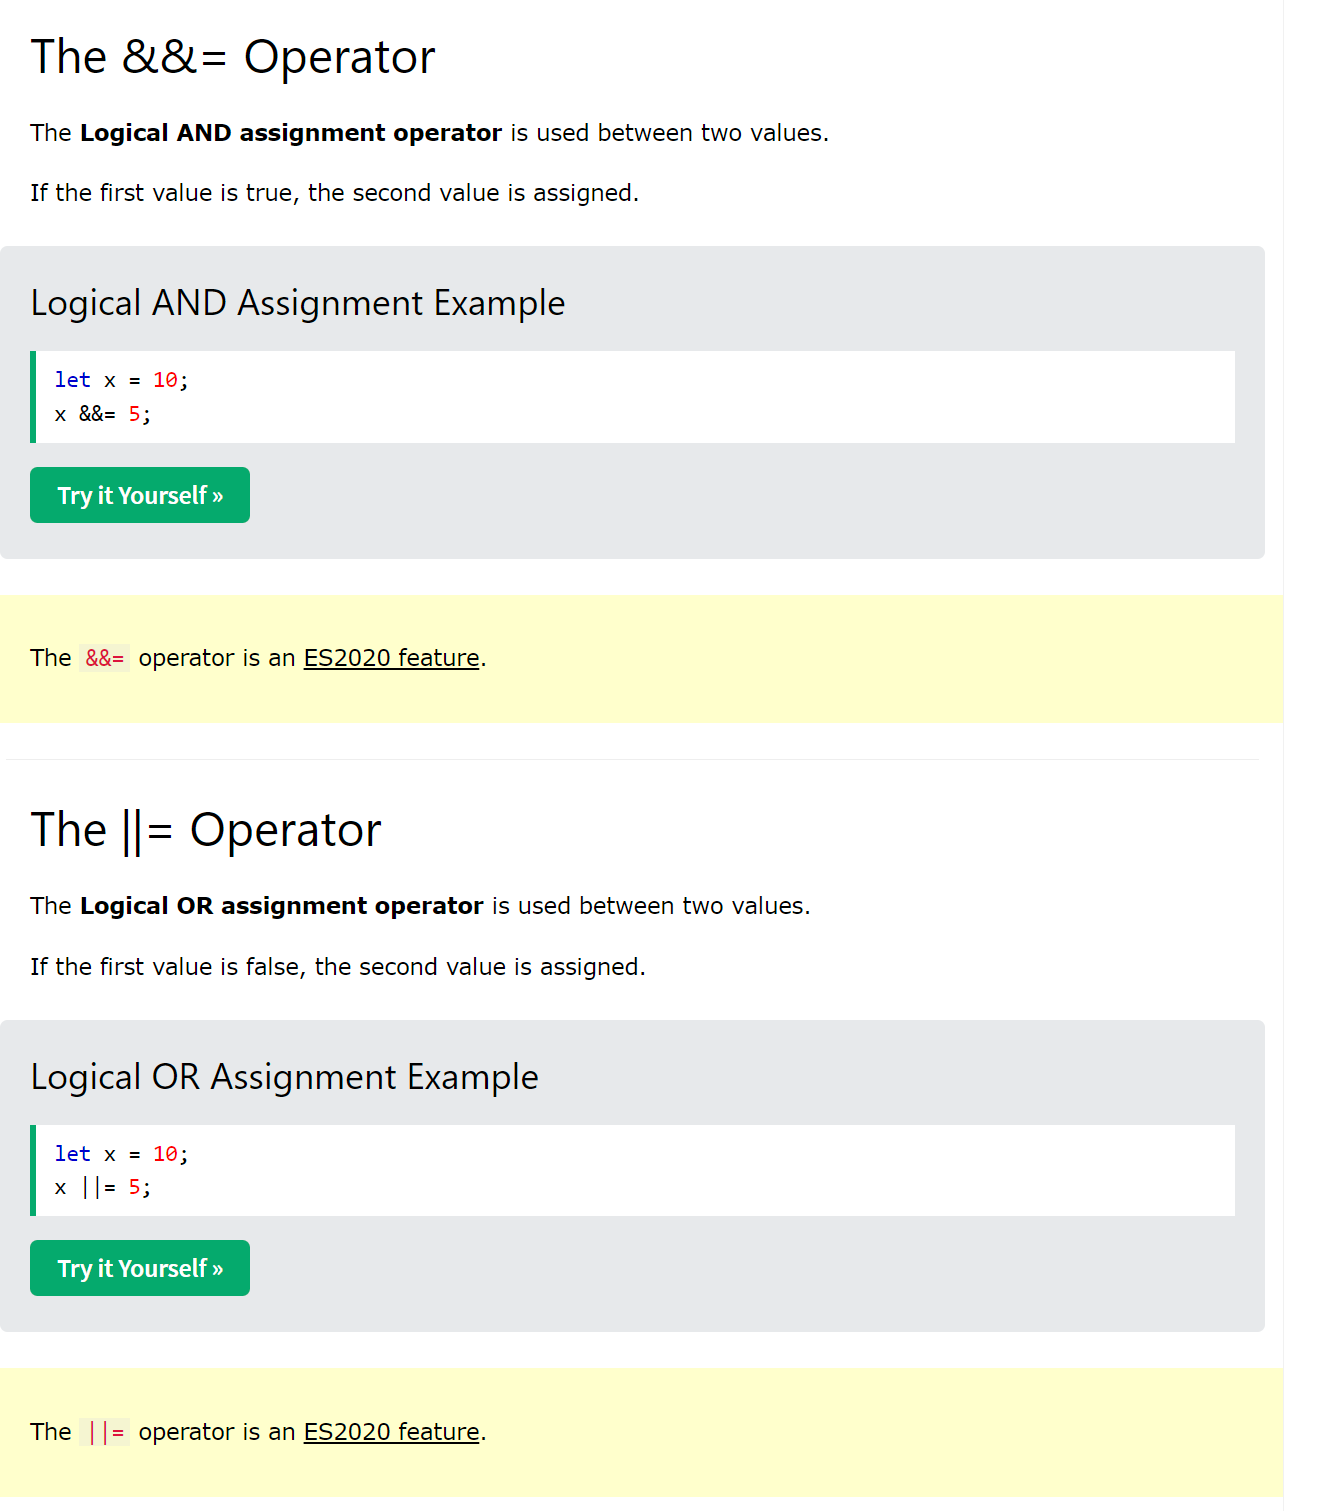 The &&= Operator
The Logical AND assignment operator is used between two values.
If the first value is true, the second value is assigned.
Logical AND Assignment Example
let x = 10;
x &&= 5;
Try it Yourself »
The &&= operator is an ES2020 feature.
The ||= Operator
The Logical OR assignment operator is used between two values.
If the first value is false, the second value is assigned.
Logical OR Assignment Example
let x = 10;
x ||= 5;
Try it Yourself »
The ||= operator is an ES2020 feature.